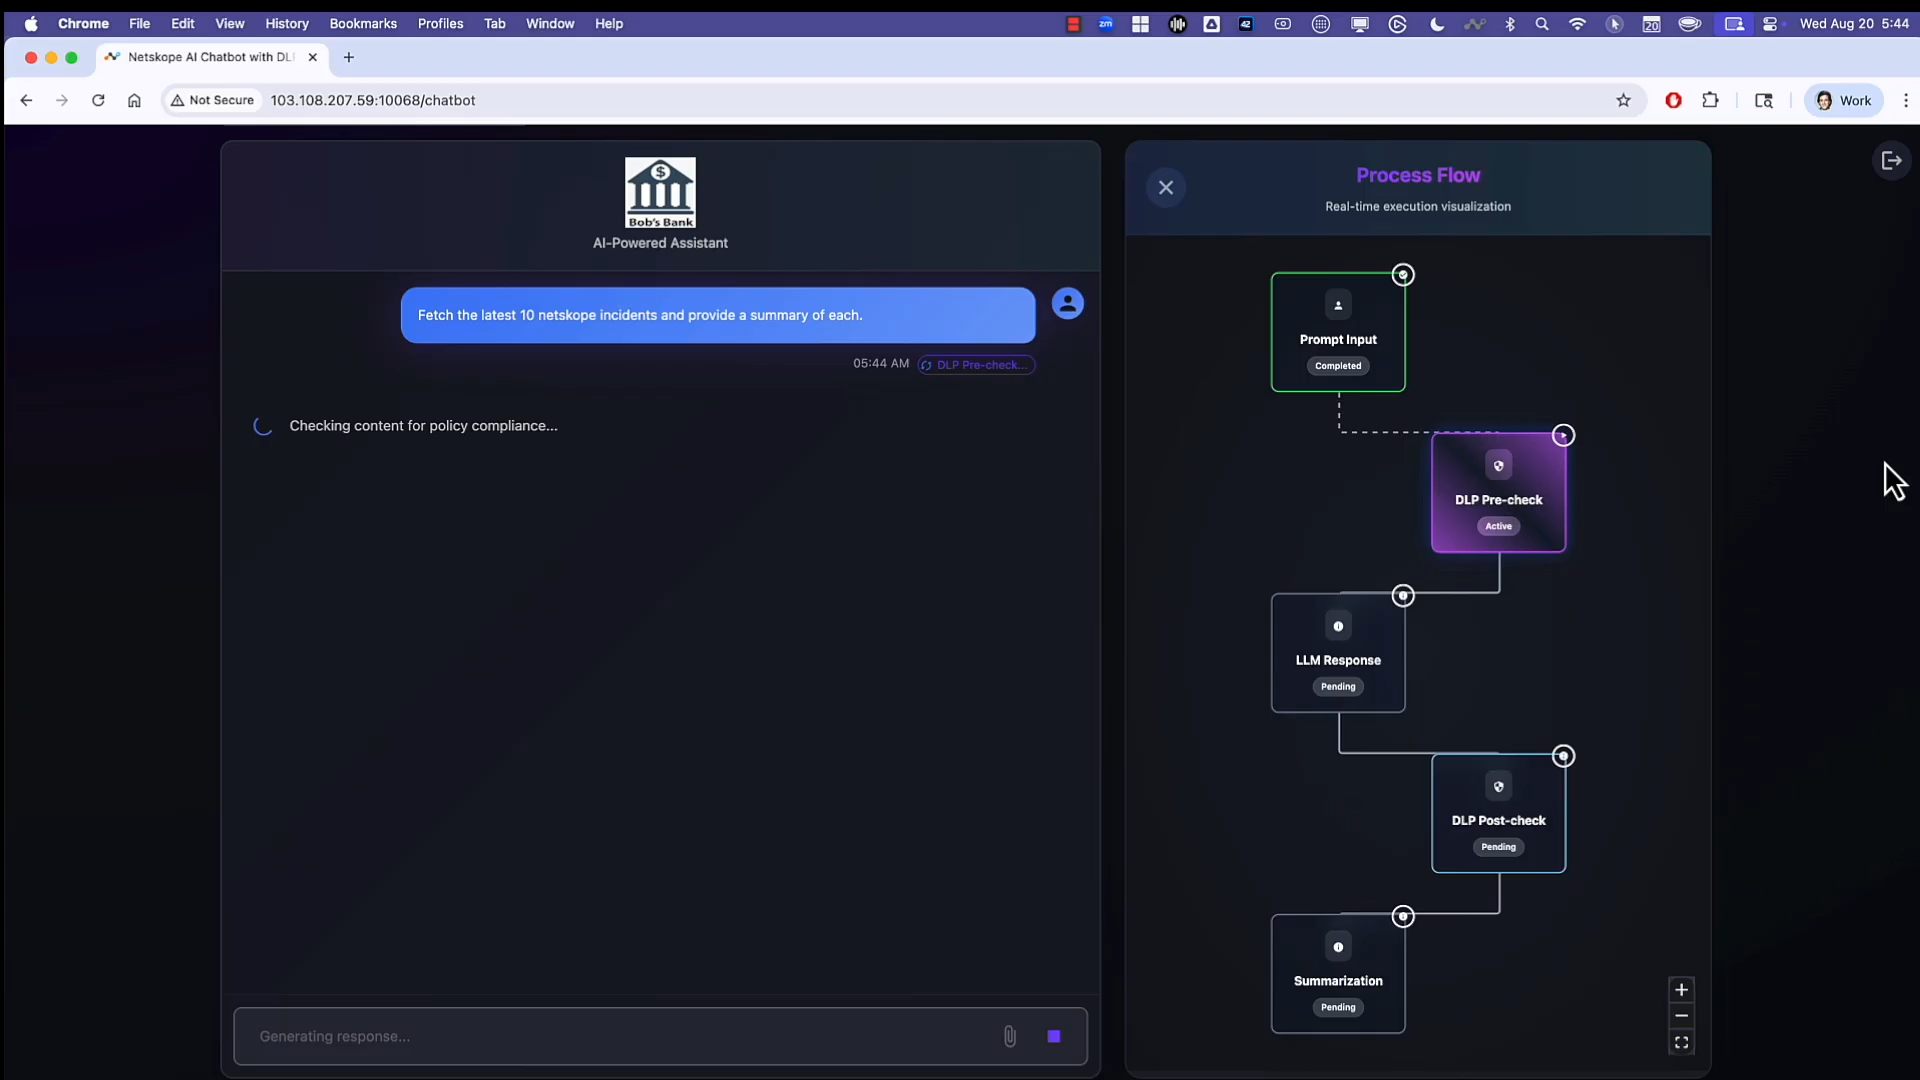 Chrome File Edit View History Bookmarks Profiles Tab Window Help
zm 42 20 Wed Aug 20 5:44
Netskope AI Chatbot with DL
Not Secure 103.108.207.59:10068/chatbot
Work
$
Bob's Bank
AI-Powered Assistant
Fetch the latest 10 netskope incidents and provide a summary of each.
05:44 AM DLP Pre-check...
Checking content for policy compliance...
Generating response...
Process Flow
Real-time execution visualization
Prompt Input
Completed
DLP Pre-check
Active
LLM Response
Pending
DLP Post-check
Pending
Summarization
Pending